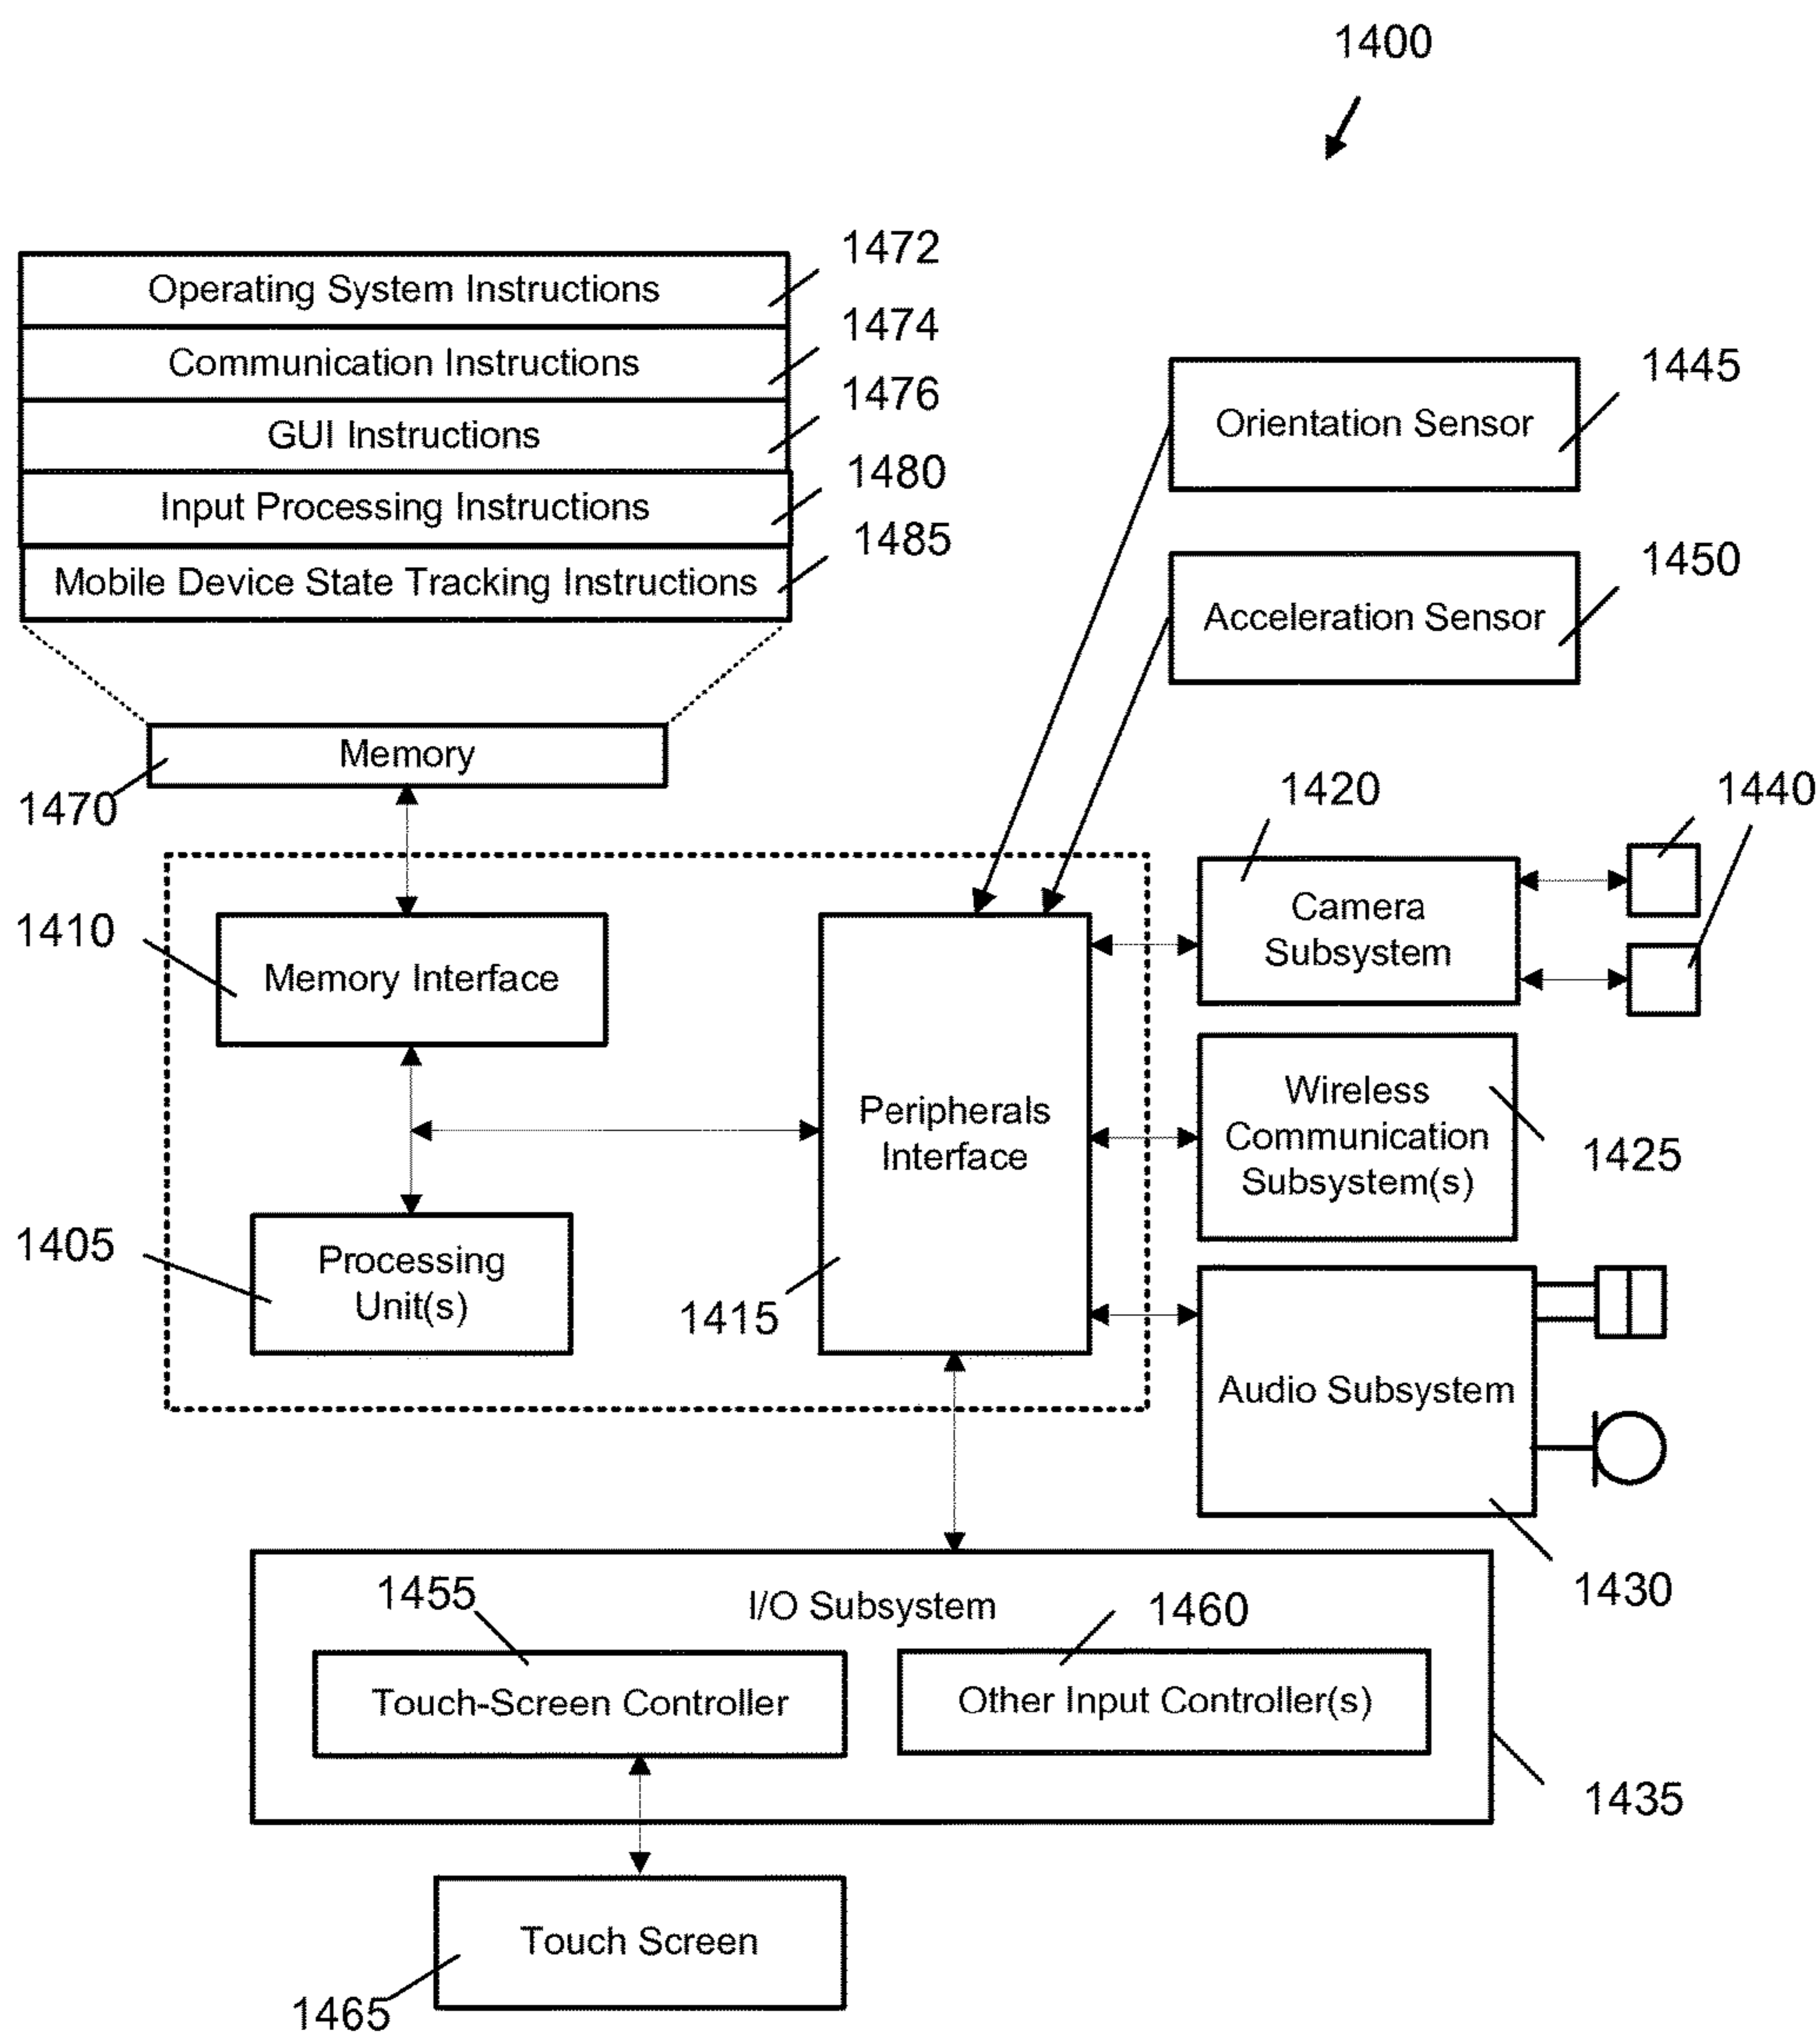 1400
1472
Operating System Instructions
1474
Communication Instructions
1476
GUI Instructions
1480
Input Processing Instructions
1485
Mobile Device State Tracking Instructions
1445
Orientation Sensor
1450
Acceleration Sensor
Memory
1470
1420
1440
Camera
Subsystem
1410
Memory Interface
Peripherals
Interface
Wireless
Communication
Subsystem(s)
1425
1405
Processing
Unit(s)
1415
Audio Subsystem
1430
1455
I/O Subsystem
1460
Touch-Screen Controller
Other Input Controller(s)
1435
Touch Screen
1465